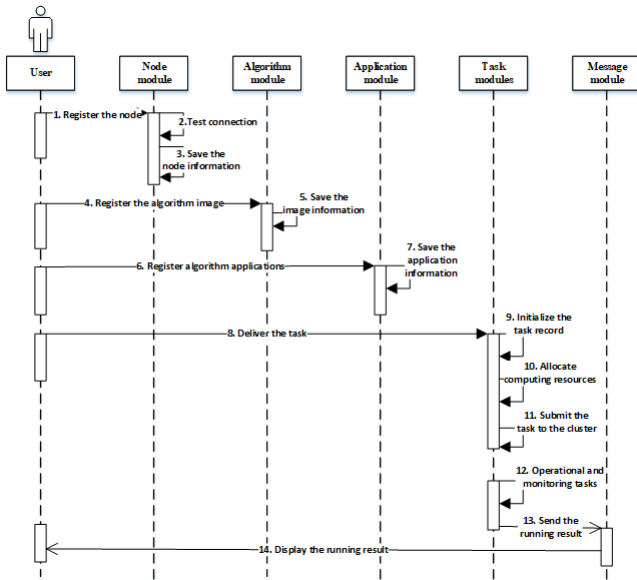 User
Node
module
Algorithm
module
Application
module
Task
modules
Message
module
1. Register the node
2.Test connection
3. Save the
node information
4. Register the algorithm image
5. Save the
image information
6. Register algorithm applications
7. Save the
application
information
8. Deliver the task
9. Initialize the
task record
10. Allocate
computing resources
11. Submit the
task to the cluster
12. Operational and
monitoring tasks
13. Send the
running result
14. Display the running result